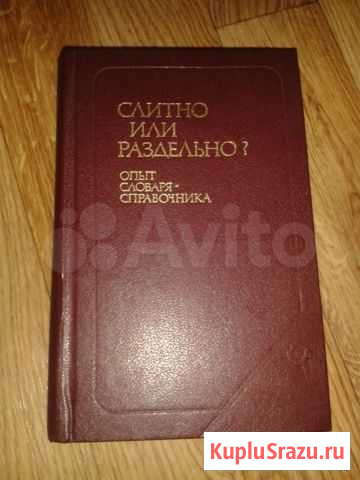 СЛИТНО
ИЛИ
РАЗДЕЛЬНО?
ОПЫТ
СЛОВАРЯ-
СПРАВОЧНИКА
Avito
KupluSrazu.ru